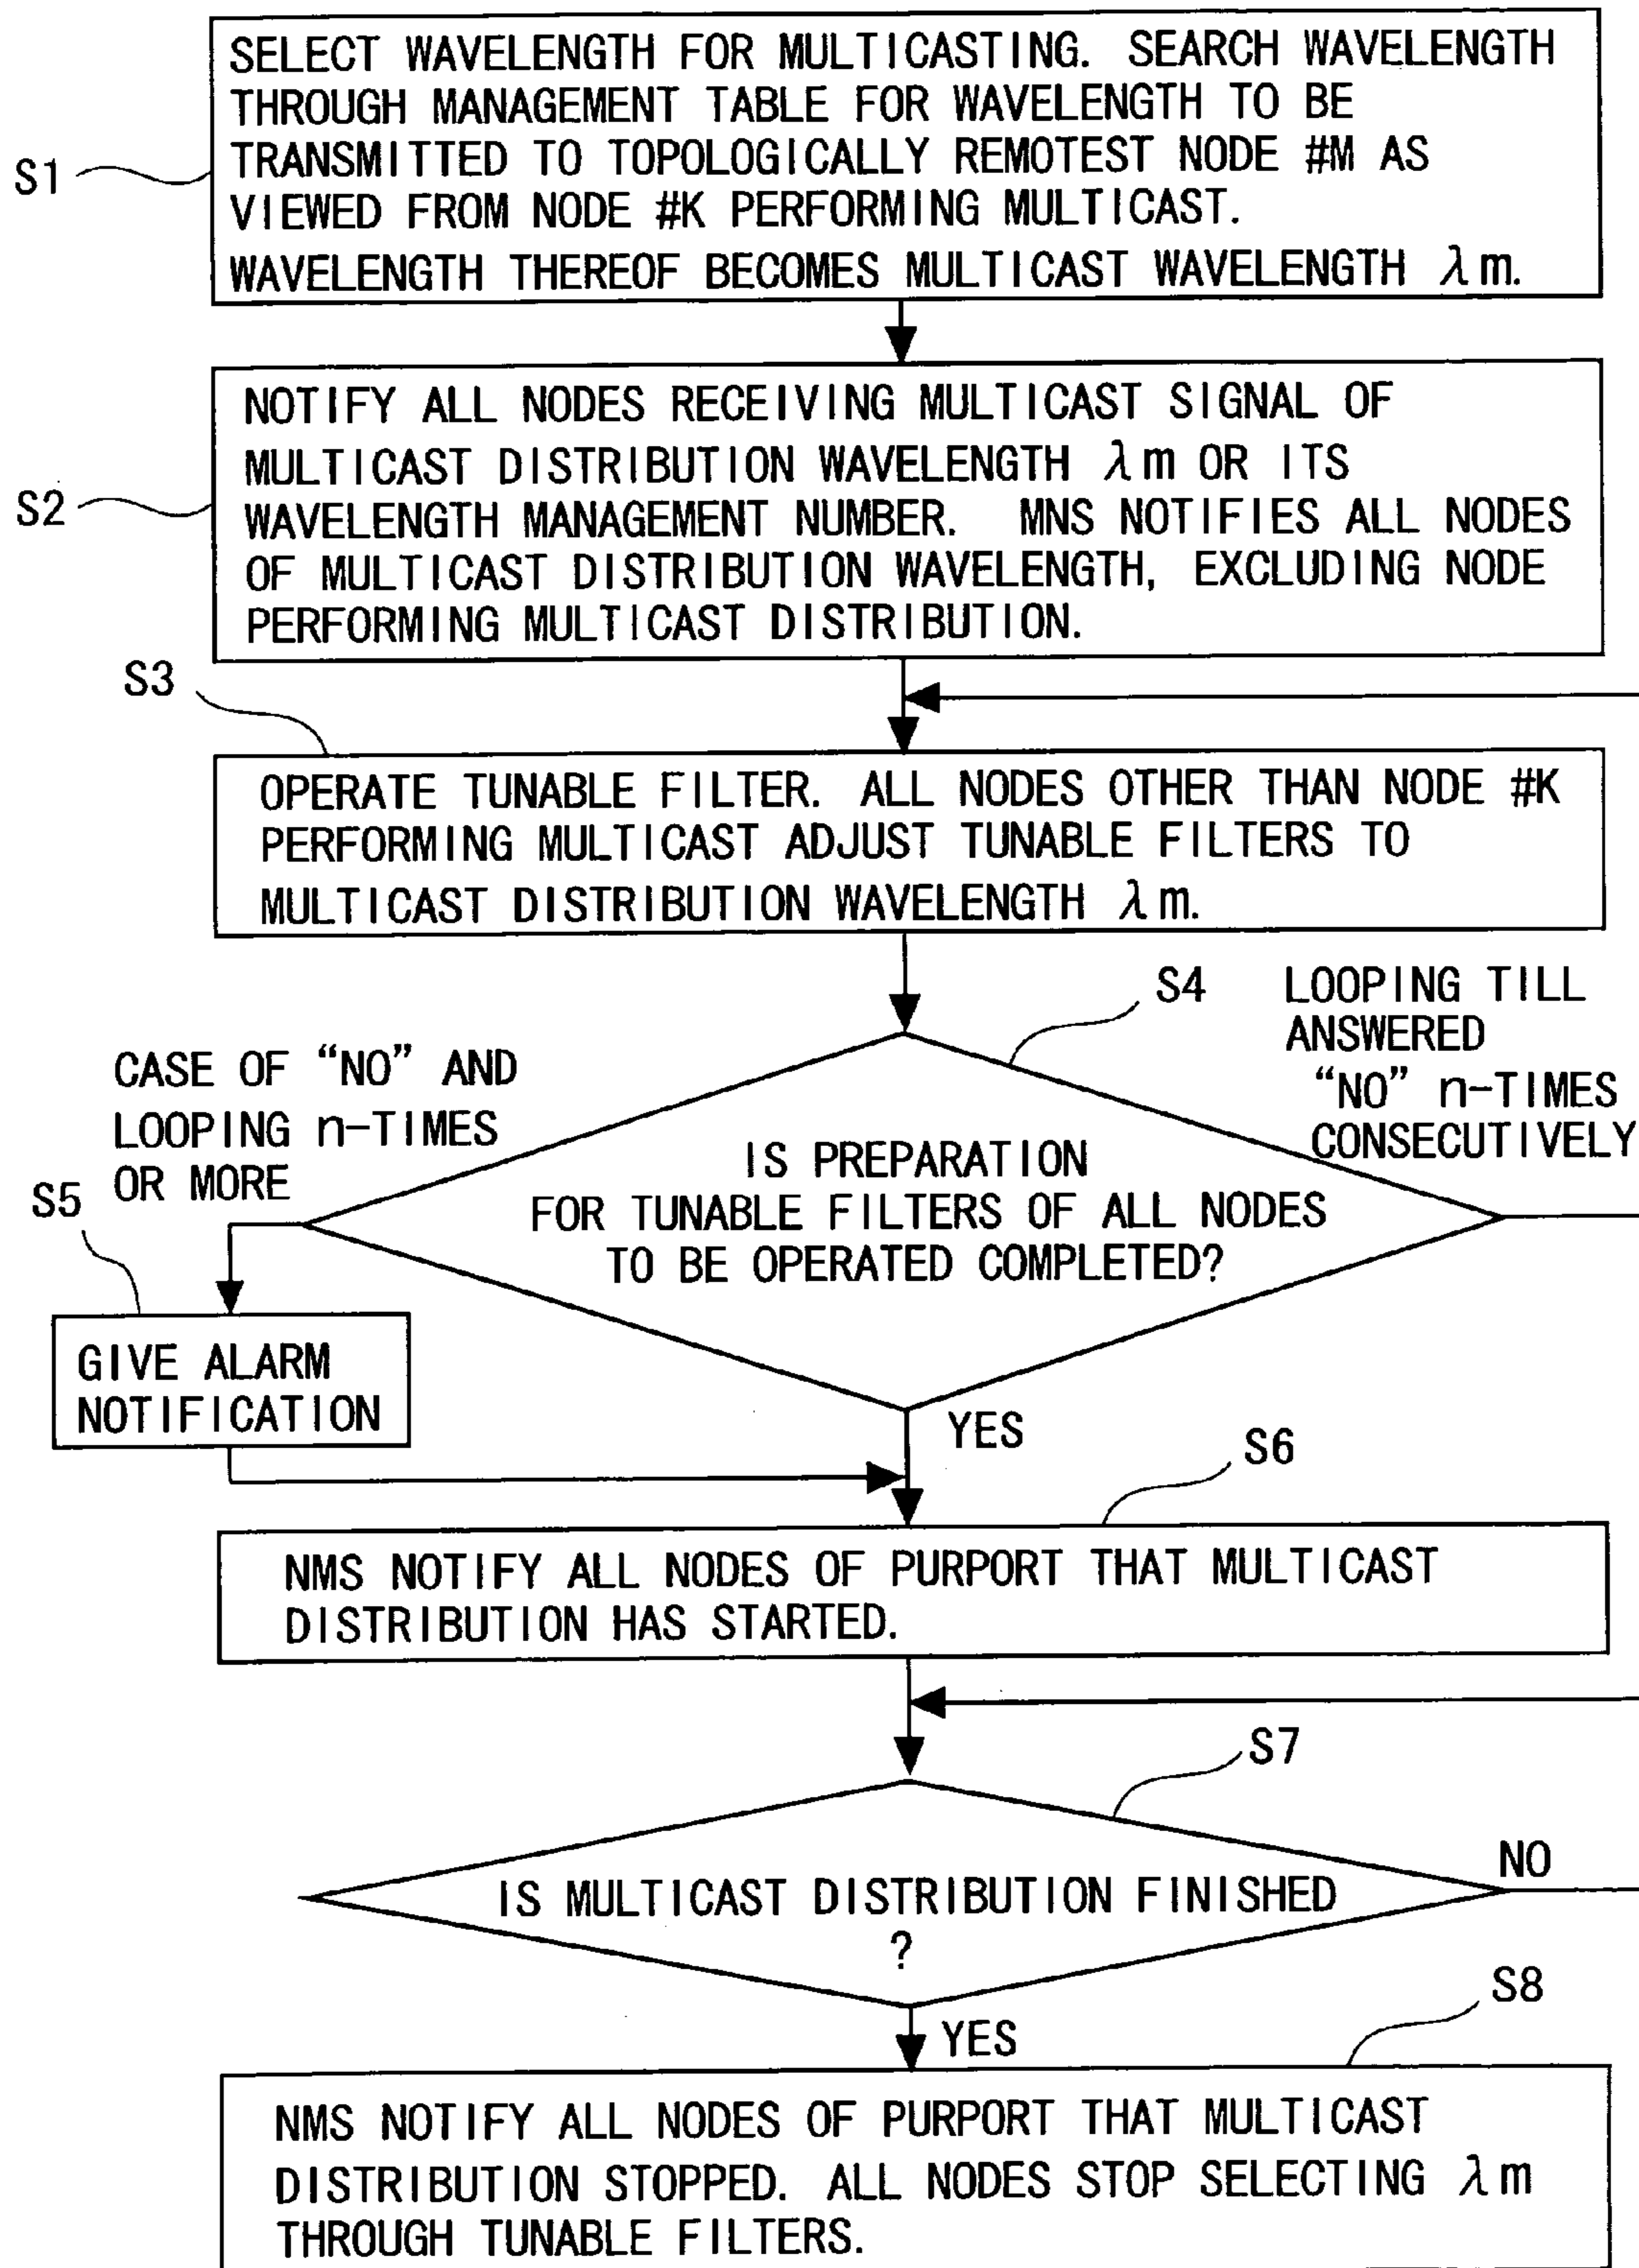 SELECT WAVELENGTH FOR MULTICASTING. SEARCH WAVELENGTH
THROUGH MANAGEMENT TABLE FOR WAVELENGTH TO BE
TRANSMITTED TO TOPOLOGICALLY REMOTEST NODE #M AS
VIEWED FROM NODE #K PERFORMING MULTICAST.
WAVELENGTH THEREOF BECOMES MULTICAST WAVELENGTH λm.
S1
NOTIFY ALL NODES RECEIVING MULTICAST SIGNAL OF
MULTICAST DISTRIBUTION WAVELENGTH λm OR ITS
WAVELENGTH MANAGEMENT NUMBER. MNS NOTIFIES ALL NODES
OF MULTICAST DISTRIBUTION WAVELENGTH, EXCLUDING NODE
PERFORMING MULTICAST DISTRIBUTION.
S2
S3
OPERATE TUNABLE FILTER. ALL NODES OTHER THAN NODE #K
PERFORMING MULTICAST ADJUST TUNABLE FILTERS TO
MULTICAST DISTRIBUTION WAVELENGTH λm.
S4
LOOPING TILL
ANSWERED
“NO” n-TIMES
CONSECUTIVELY
CASE OF “NO” AND
LOOPING n-TIMES
OR MORE
IS PREPARATION
FOR TUNABLE FILTERS OF ALL NODES
TO BE OPERATED COMPLETED?
S5
GIVE ALARM
NOTIFICATION
YES
S6
NMS NOTIFY ALL NODES OF PURPORT THAT MULTICAST
DISTRIBUTION HAS STARTED.
S7
IS MULTICAST DISTRIBUTION FINISHED
?
NO
YES
S8
NMS NOTIFY ALL NODES OF PURPORT THAT MULTICAST
DISTRIBUTION STOPPED. ALL NODES STOP SELECTING λm
THROUGH TUNABLE FILTERS.